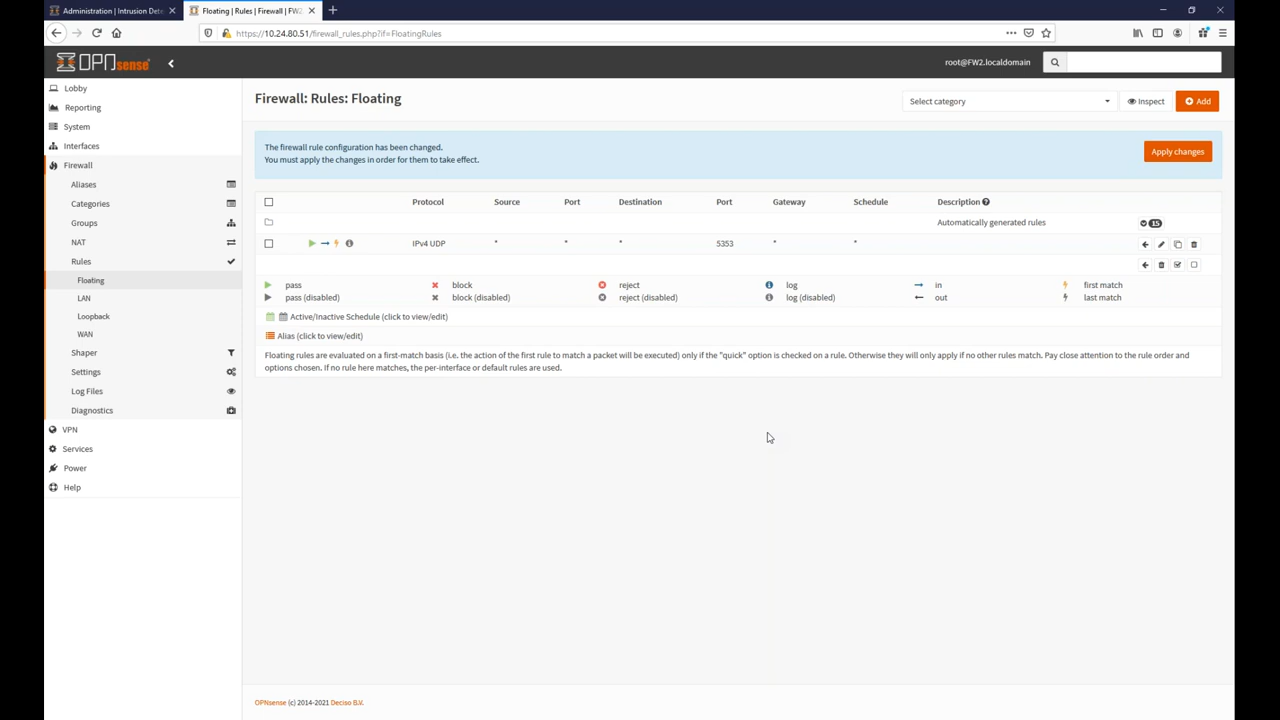 Administration | Intrusion Dete
Floating | Rules | Firewall | FW2.
https://10.24.80.51/firewall_rules.php?if=FloatingRules
OPNsense
root@FW2.localdomain
Lobby
Reporting
System
Interfaces
Firewall
Aliases
Categories
Groups
NAT
Rules
Floating
LAN
Loopback
WAN
Shaper
Settings
Log Files
Diagnostics
VPN
Services
Power
Help
Firewall: Rules: Floating
Select category
Inspect
Add
The firewall rule configuration has been changed.
You must apply the changes in order for them to take effect.
Apply changes
Protocol Source Port Destination Port Gateway Schedule Description
Automatically generated rules 15
IPv4 UDP * * * 5353 * *
pass block reject log in first match
pass (disabled) block (disabled) reject (disabled) log (disabled) out last match
Active/Inactive Schedule (click to view/edit)
Alias (click to view/edit)
Floating rules are evaluated on a first-match basis (i.e. the action of the first rule to match a packet will be executed) only if the "quick" option is checked on a rule. Otherwise they will only apply if no other rules match. Pay close attention to the rule order and
options chosen. If no rule here matches, the per-interface or default rules are used.
OPNsense (c) 2014-2021 Deciso B.V.